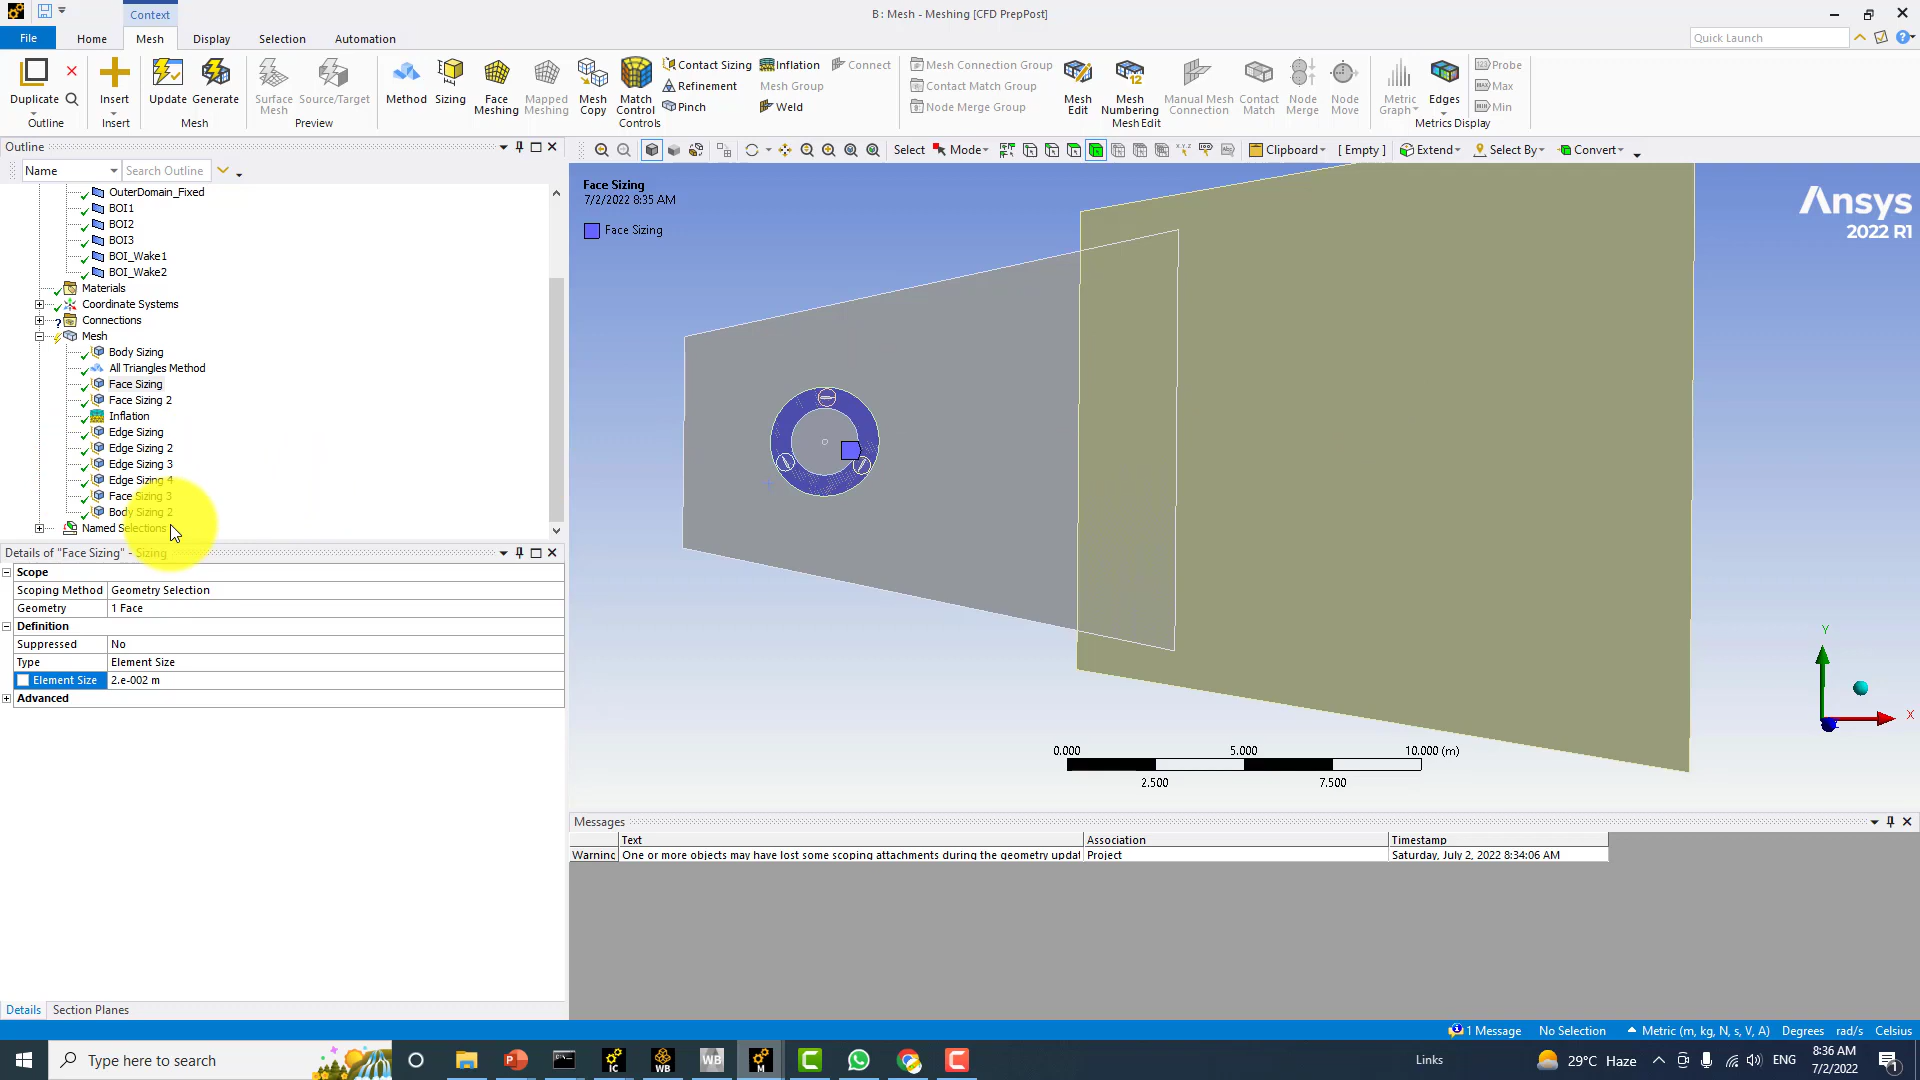 Context
B : Mesh - Meshing [CFD PrepPost]
File
Home
Mesh
Display
Selection
Automation
Quick Launch
Duplicate
Outline
Insert
Insert
Update
Generate
Mesh
Surface Mesh
Source/Target
Preview
Method
Sizing
Face Meshing
Mapped Meshing
Mesh Copy
Match Control
Contact Sizing
Refinement
Pinch
Inflation
Mesh Group
Weld
Connect
Controls
Mesh Connection Group
Contact Match Group
Node Merge Group
Mesh Edit
Mesh Numbering
Manual Mesh Connection
Contact Match
Node Merge
Node Move
Mesh Edit
Metric Graph
Edges
Probe
Max
Min
Metrics Display
Outline
Name
Search Outline
Select
Mode
Clipboard
[ Empty ]
Extend
Select By
Convert
OuterDomain_Fixed
BOI1
BOI2
BOI3
BOI_Wake1
BOI_Wake2
Materials
Coordinate Systems
Connections
Mesh
Body Sizing
All Triangles Method
Face Sizing
Face Sizing 2
Inflation
Edge Sizing
Edge Sizing 2
Edge Sizing 3
Edge Sizing 4
Face Sizing 3
Body Sizing 2
Named Selections
Details of "Face Sizing" - Sizing
Scope
Scoping Method Geometry Selection
Geometry 1 Face
Definition
Suppressed No
Type Element Size
Element Size 2.e-002 m
Advanced
Details
Section Planes
Face Sizing
7/2/2022 8:35 AM
Face Sizing
Ansys
2022 R1
Y
X
0.000
5.000
10.000 (m)
2.500
7.500
Messages
Text
Association
Timestamp
Warninc
One or more objects may have lost some scoping attachments during the geometry updat
Project
Saturday, July 2, 2022 8:34:06 AM
1 Message
No Selection
Metric (m, kg, N, s, V, A)
Degrees
rad/s
Celsius
Type here to search
IC
WB
WB
M
Links
29°C Haze
ENG
8:36 AM
7/2/2022